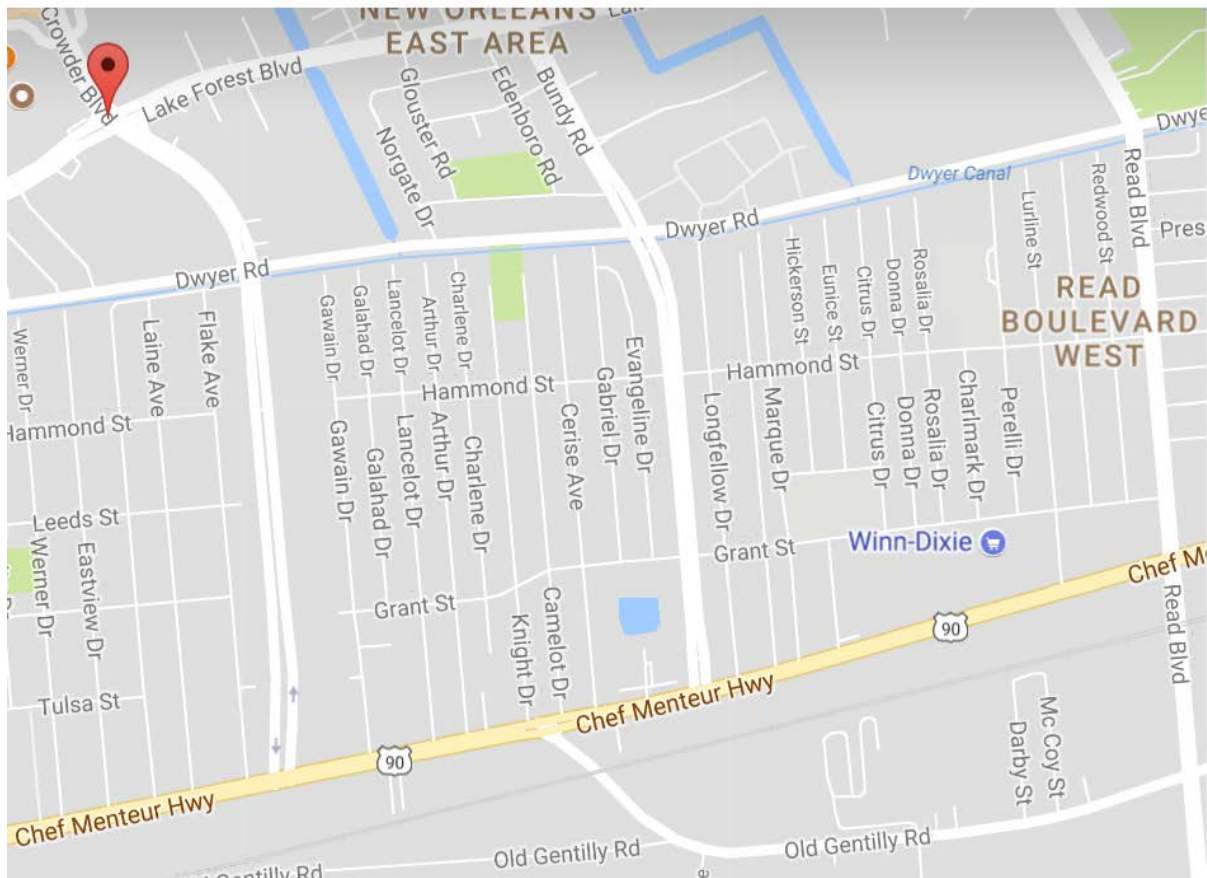 NEW ORLEANS
EAST AREA
Crowder Blvd
Lake Forest Blvd
Glouster Rd
Edenboro Rd
Bundy Rd
Norgate Dr
Dwyer Canal
Dwye
Read Blvd
Redwood St
Lurline St
Pres
Dwyer Rd
Dwyer Rd
Hickerson St
Eunice St
Citrus Dr
Donna Dr
Rosalia Dr
READ
BOULEVARD
WEST
Werner Dr
Laine Ave
Flake Ave
Gawain Dr
Galahad Dr
Lancelot Dr
Arthur Dr
Charlene Dr
Hammond St
Hammond St
Hammond St
Evangeline Dr
Gabriel Dr
Cerise Ave
Longfellow Dr
Marque Dr
Citrus Dr
Donna Dr
Rosalia Dr
Charlmark Dr
Perelli Dr
Gawain Dr
Galahad Dr
Lancelot Dr
Arthur Dr
Charlene Dr
Leeds St
Werner Dr
Eastview Dr
Grant St
Grant St
Winn-Dixie
Chef M
Knight Dr
Camelot Dr
90
Read Blvd
Tulsa St
Chef Menteur Hwy
90
Chef Menteur Hwy
Mc Coy St
Darby St
Old Gentilly Rd
Old Gentilly Rd
Gentilly Rd